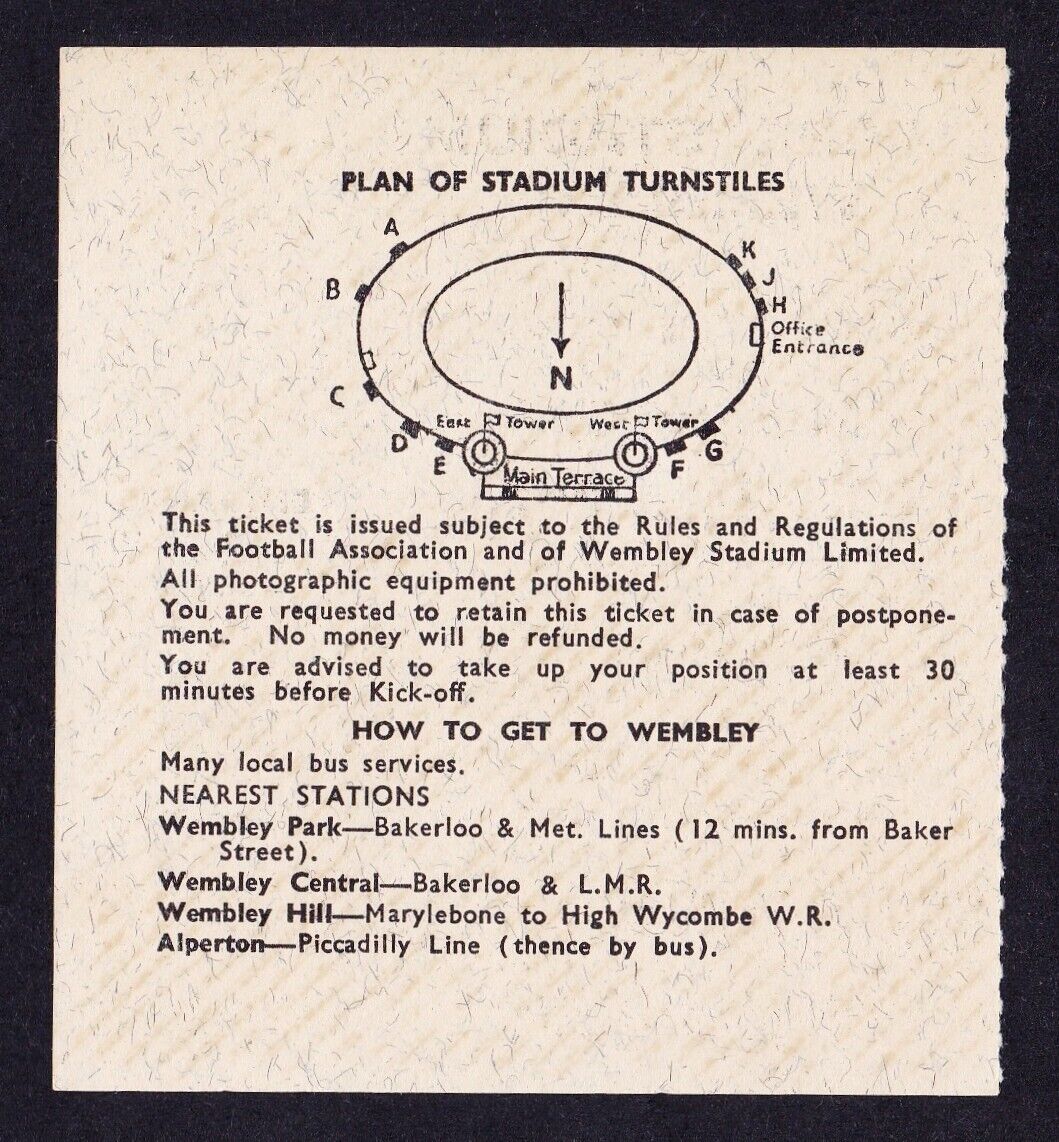 PLAN OF STADIUM TURNSTILES
A
K
B
J
H
Office
Entrance
N
C
East Tower West Tower
D
G
E
F
Main Terrace
This ticket is issued subject to the Rules and Regulations of
the Football Association and of Wembley Stadium Limited.
All photographic equipment prohibited.
You are requested to retain this ticket in case of postpone-
ment. No money will be refunded.
You are advised to take up your position at least 30
minutes before Kick-off.
HOW TO GET TO WEMBLEY
Many local bus services.
NEAREST STATIONS
Wembley Park—Bakerloo & Met. Lines (12 mins. from Baker
Street).
Wembley Central—Bakerloo & L.M.R.
Wembley Hill—Marylebone to High Wycombe W.R.
Alperton—Piccadilly Line (thence by bus).